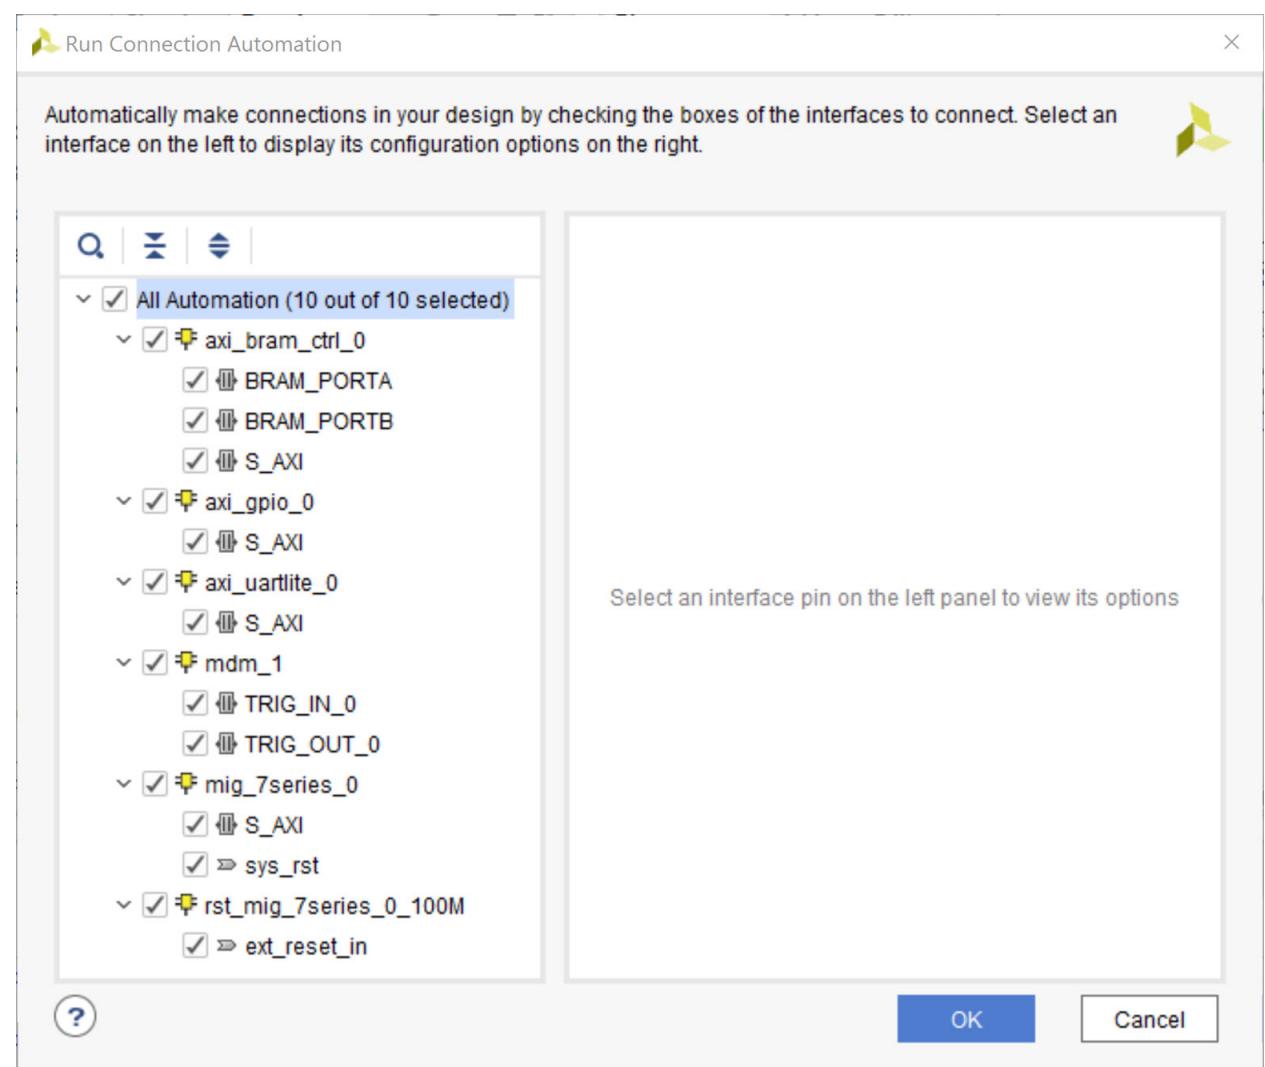 Run Connection Automation
Automatically make connections in your design by checking the boxes of the interfaces to connect. Select an
interface on the left to display its configuration options on the right.
All Automation (10 out of 10 selected)
axi_bram_ctrl_0
BRAM_PORTA
BRAM_PORTB
S_AXI
axi_gpio_0
S_AXI
axi_uartlite_0
S_AXI
mdm_1
TRIG_IN_0
TRIG_OUT_0
mig_7series_0
S_AXI
sys_rst
rst_mig_7series_0_100M
ext_reset_in
Select an interface pin on the left panel to view its options
?
OK
Cancel